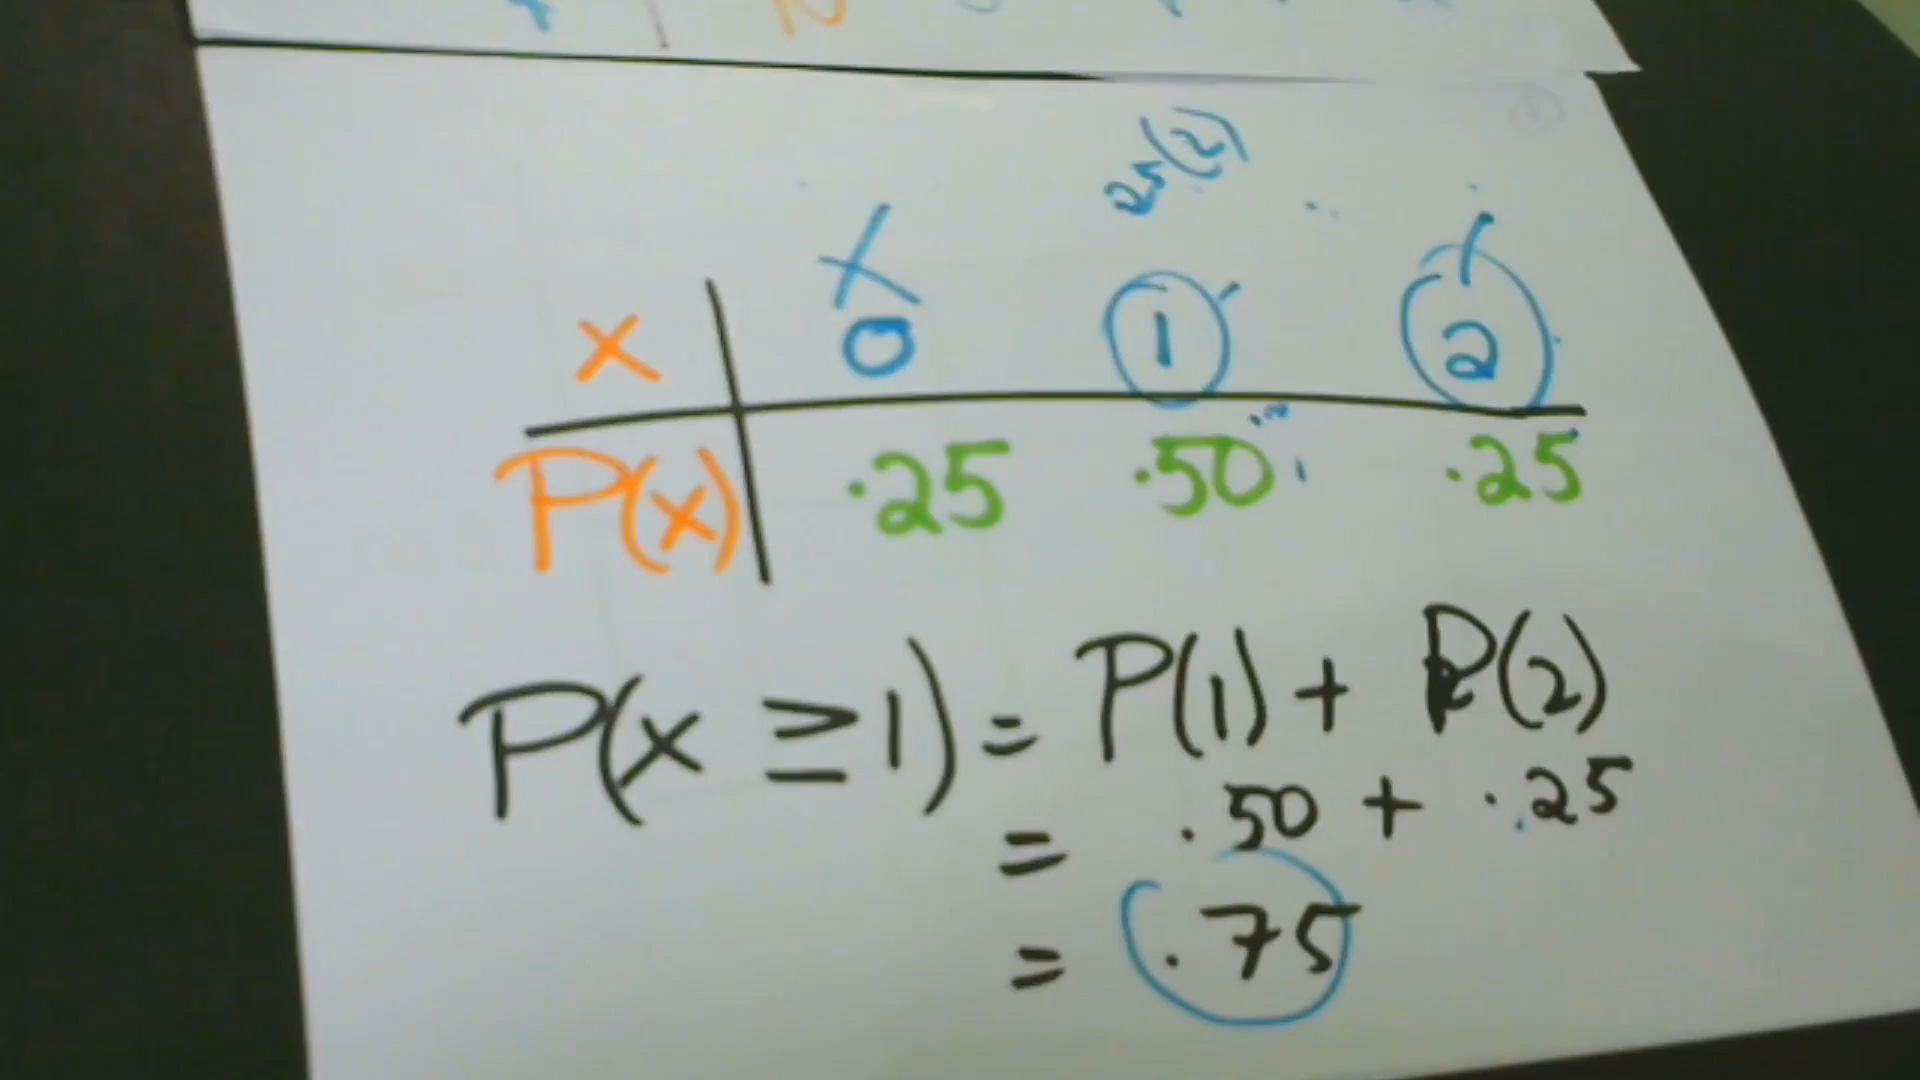 25(2)
x 0 1 2
P(x) .25 .50 .25
P(x ≥ 1) = P(1) + P(2)
= .50 + .25
= .75